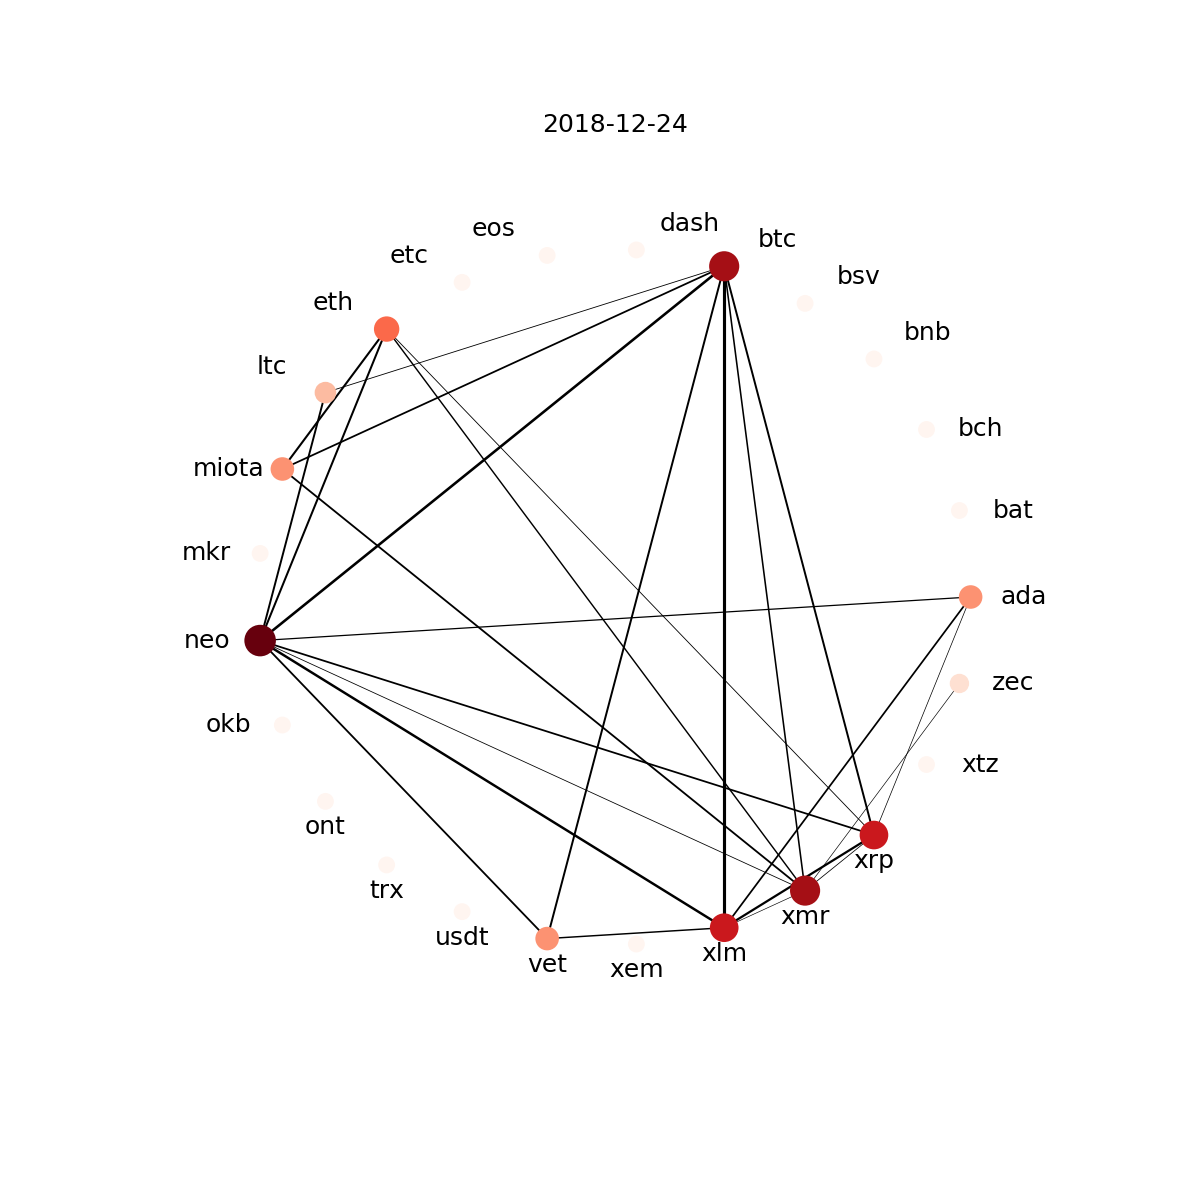 2018-12-24
dash
eos
btc
etc
bsv
eth
bnb
ltc
bch
miota
bat
mkr
ada
neo
zec
okb
xtz
ont
xrp
trx
xmr
usdt
xlm
vet
xem